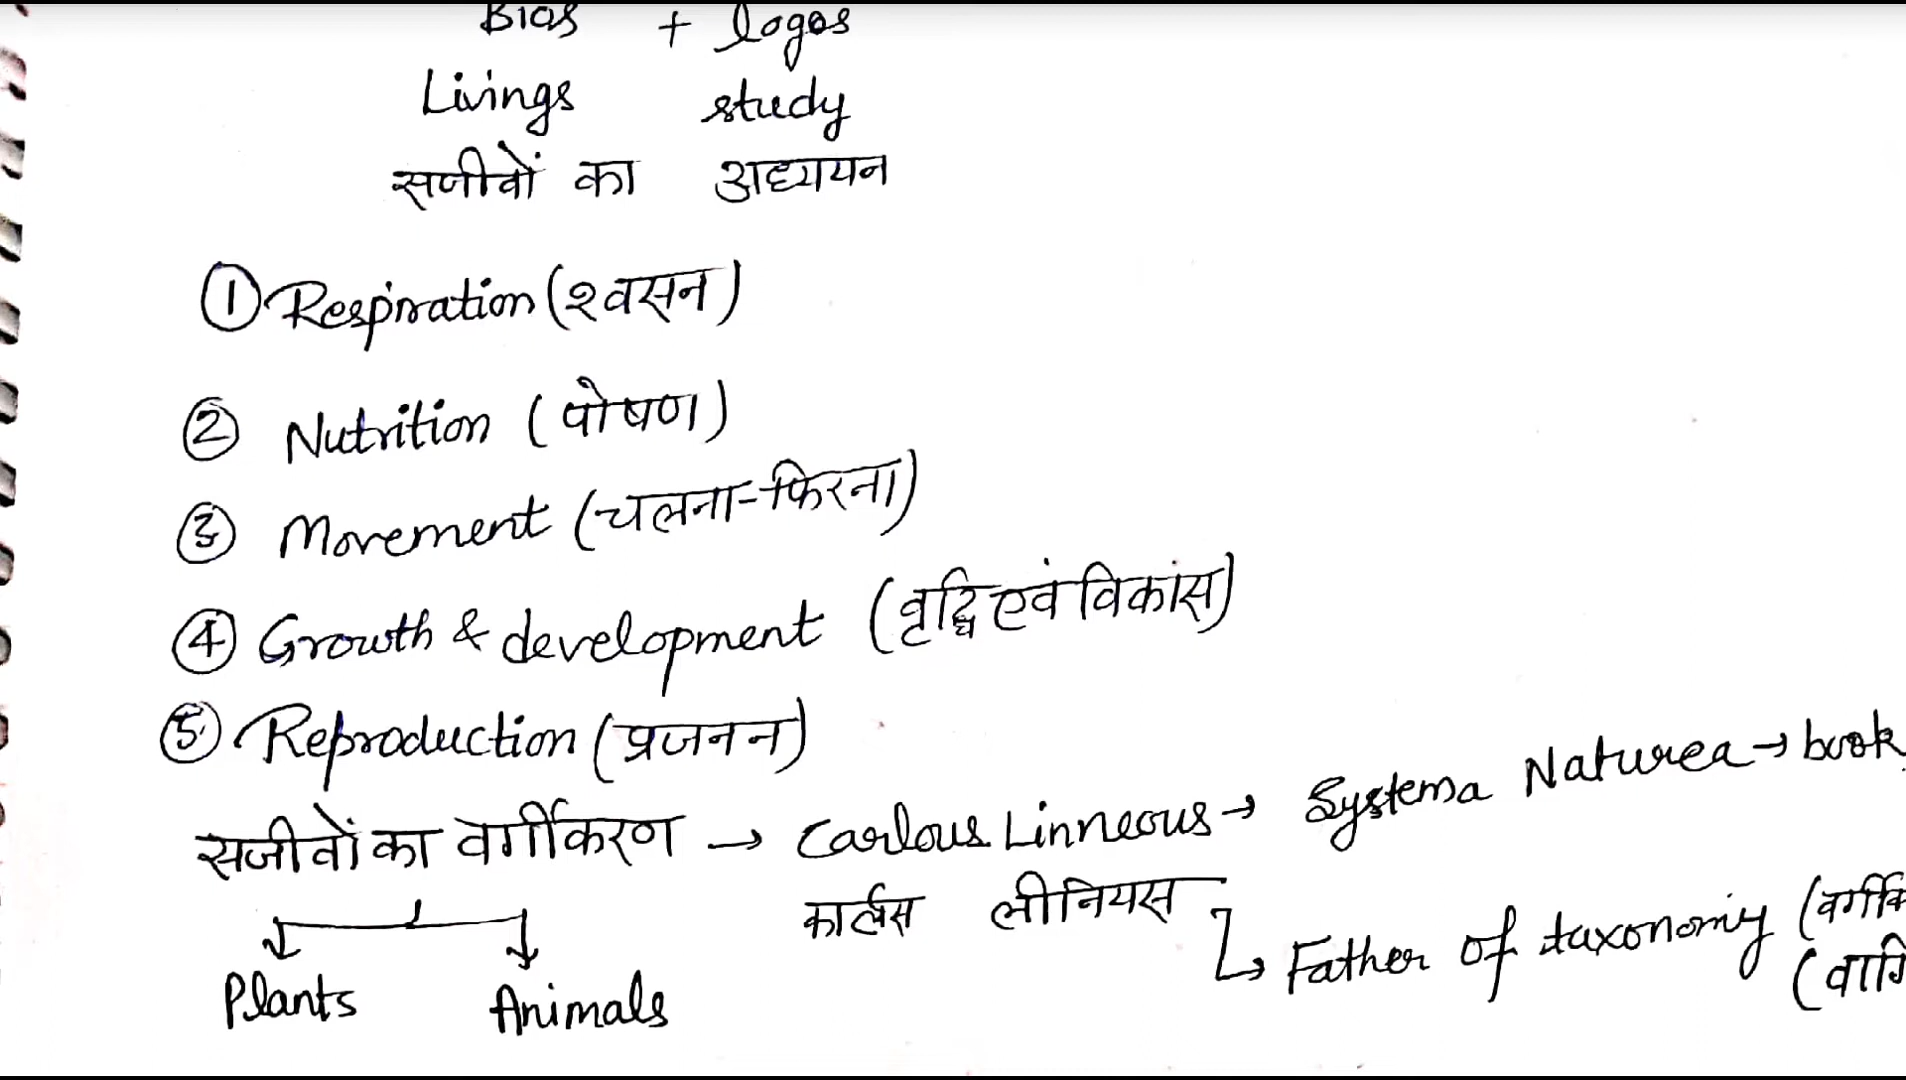 Bios + logos
Livings study
सजीवों का अध्ययन
① Respiration (श्वसन)
② Nutrition (पोषण)
③ Movement (चलना-फिरना)
④ Growth & development (वृद्धि एवं विकांस)
⑤ Reproduction (प्रजनन)
सजीवों का वर्गीकरण → Carlous Linneous → Systema Naturea → book
कार्लस लीनियस
↳ Father of taxonomy (वर्गीक
(वार्गि
Plants Animals